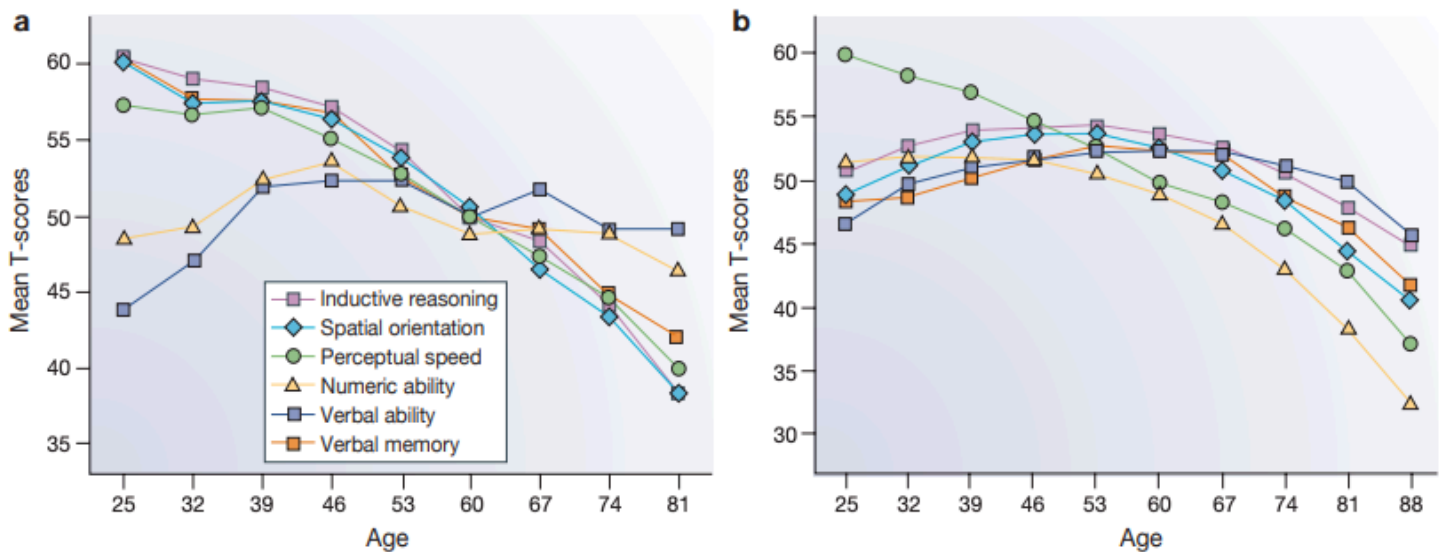 a
Mean T-scores
60
55
50
45
40
35
Inductive reasoning
Spatial orientation
Perceptual speed
Numeric ability
Verbal ability
Verbal memory
25 32 39 46 53 60 67 74 81
Age
b
Mean T-scores
60
55
50
45
40
35
30
25 32 39 46 53 60 67 74 81 88
Age